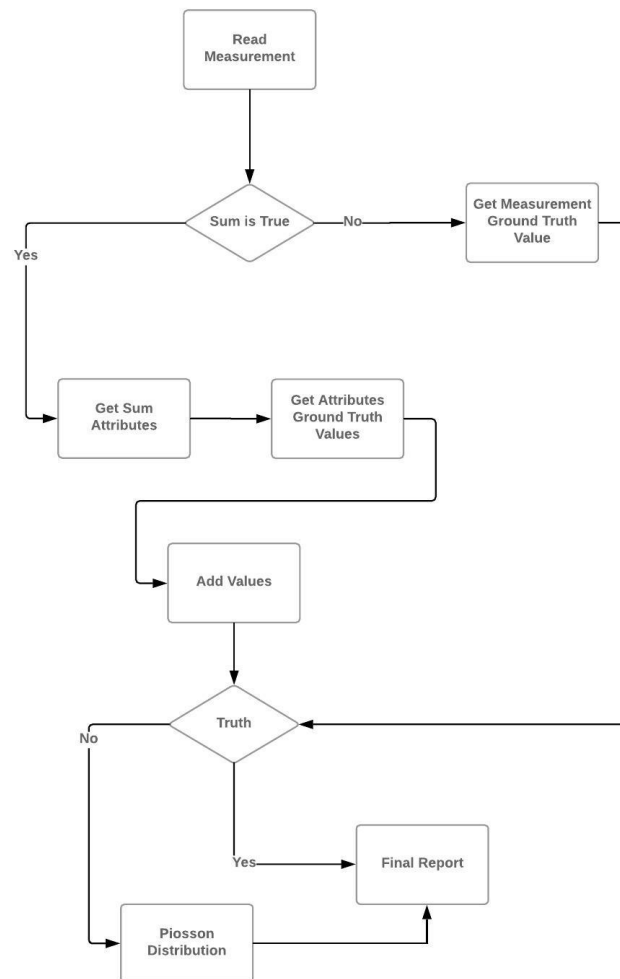 Read
Measurement
Sum is True
No
Get Measurement
Ground Truth
Value
Yes
Get Sum
Attributes
Get Attributes
Ground Truth
Values
Add Values
Truth
No
Yes
Final Report
Piosson
Distribution